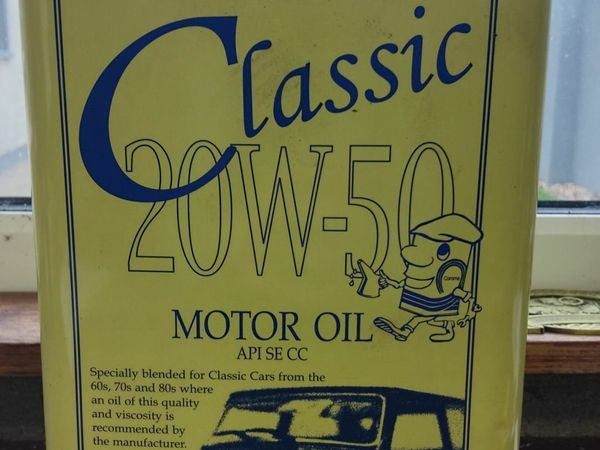 Classic
20W-50
Comma
MOTOR OIL
API SE CC
Specially blended for Classic Cars from the
60s, 70s and 80s where
an oil of this quality
and viscosity is
recommended by
the manufacturer.